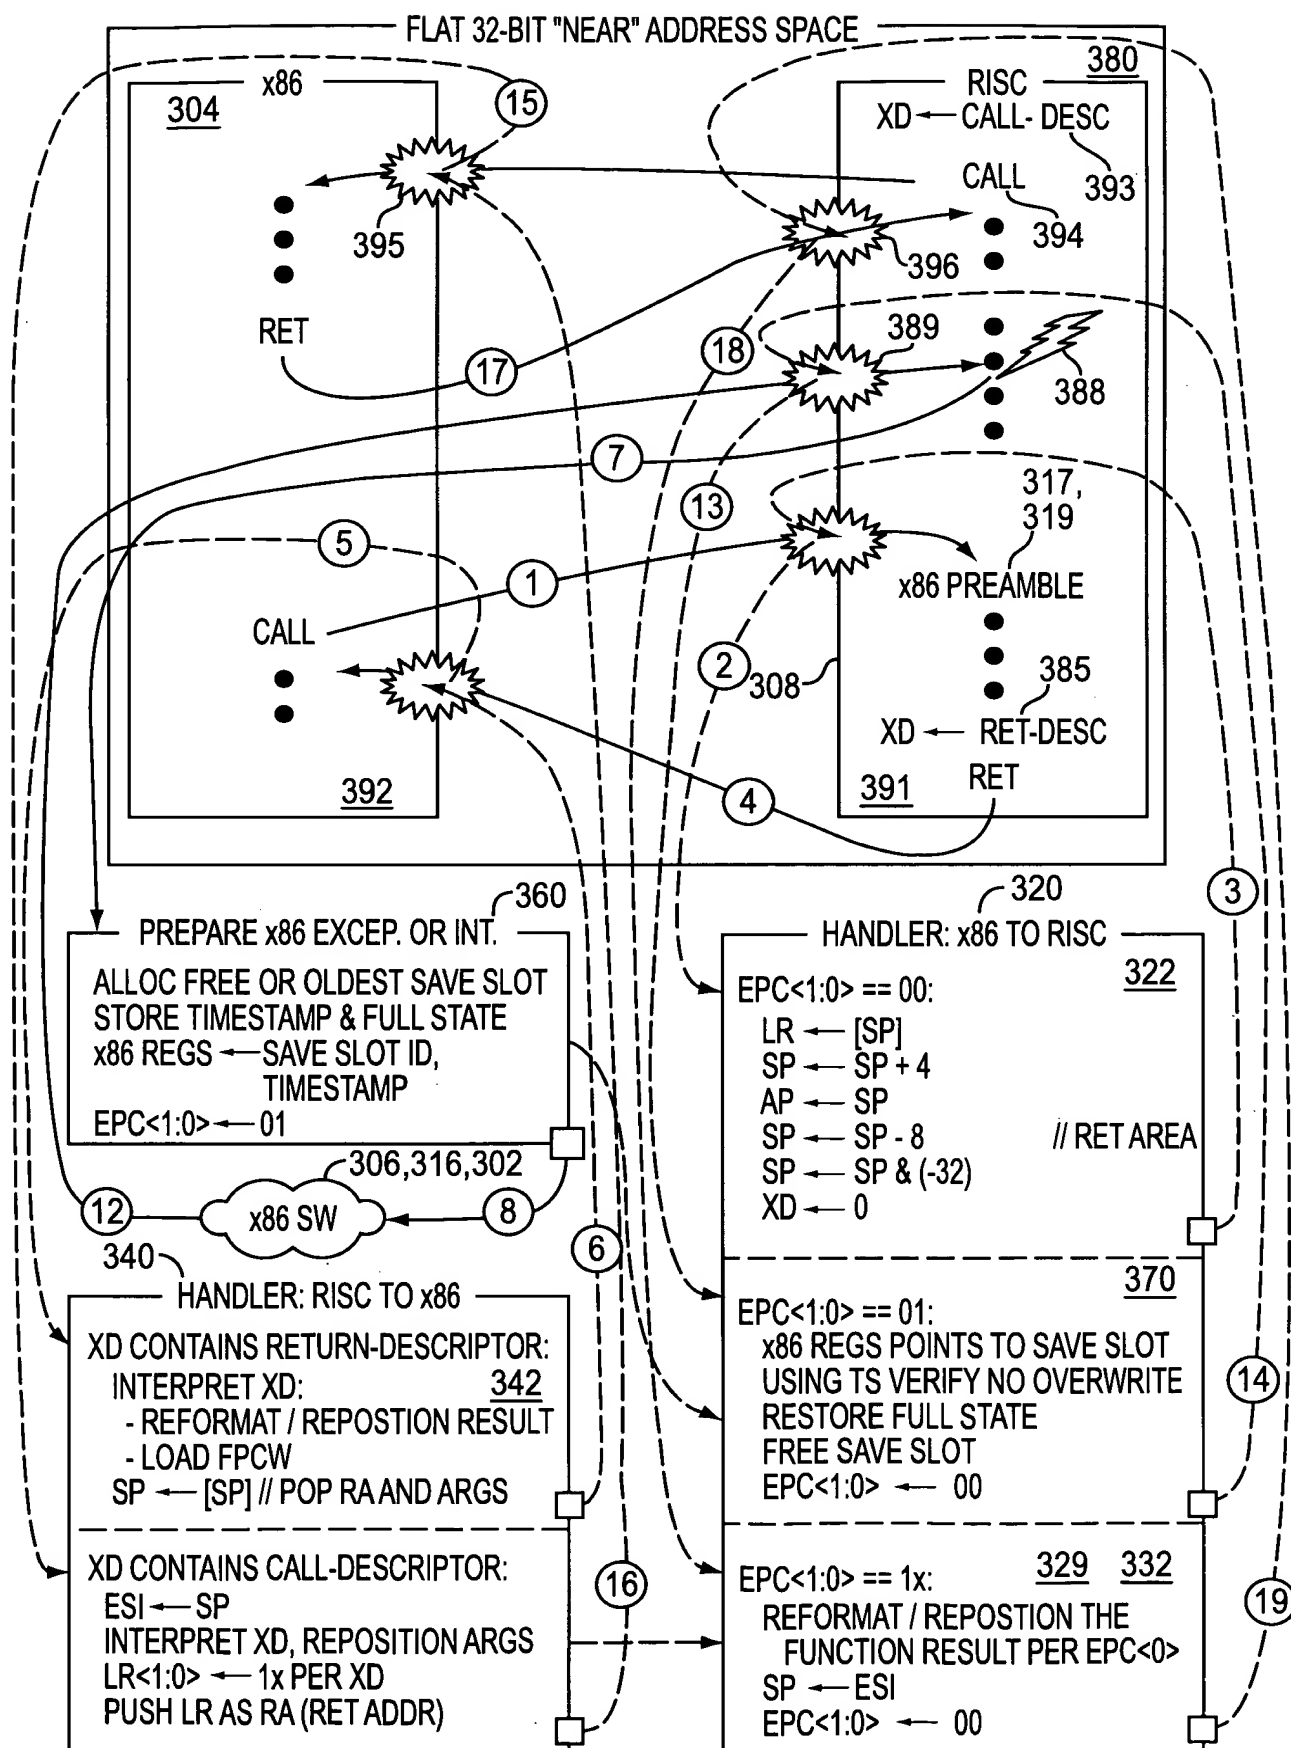 FLAT 32-BIT "NEAR" ADDRESS SPACE
x86
304
15
RISC
380
XD ← CALL- DESC
393
CALL
394
395
396
RET
17
18
389
388
7
13
317,
319
5
1
x86 PREAMBLE
CALL
2
308
385
XD ← RET-DESC
392
4
391
RET
3
360
PREPARE x86 EXCEP. OR INT.
ALLOC FREE OR OLDEST SAVE SLOT
STORE TIMESTAMP & FULL STATE
x86 REGS ← SAVE SLOT ID,
TIMESTAMP
EPC<1:0> ← 01
306,316,302
12
x86 SW
8
6
320
HANDLER: x86 TO RISC
322
EPC<1:0> == 00:
LR ← [SP]
SP ← SP + 4
AP ← SP
SP ← SP - 8 // RET AREA
SP ← SP & (-32)
XD ← 0
340
HANDLER: RISC TO x86
XD CONTAINS RETURN-DESCRIPTOR:
INTERPRET XD: 342
- REFORMAT / REPOSTION RESULT
- LOAD FPCW
SP ← [SP] // POP RA AND ARGS
370
EPC<1:0> == 01:
x86 REGS POINTS TO SAVE SLOT
USING TS VERIFY NO OVERWRITE
RESTORE FULL STATE
FREE SAVE SLOT
EPC<1:0> ← 00
14
XD CONTAINS CALL-DESCRIPTOR:
ESI ← SP
INTERPRET XD, REPOSITION ARGS
LR<1:0> ← 1x PER XD
PUSH LR AS RA (RET ADDR)
16
EPC<1:0> == 1x: 329 332
REFORMAT / REPOSTION THE
FUNCTION RESULT PER EPC<0>
SP ← ESI
EPC<1:0> ← 00
19